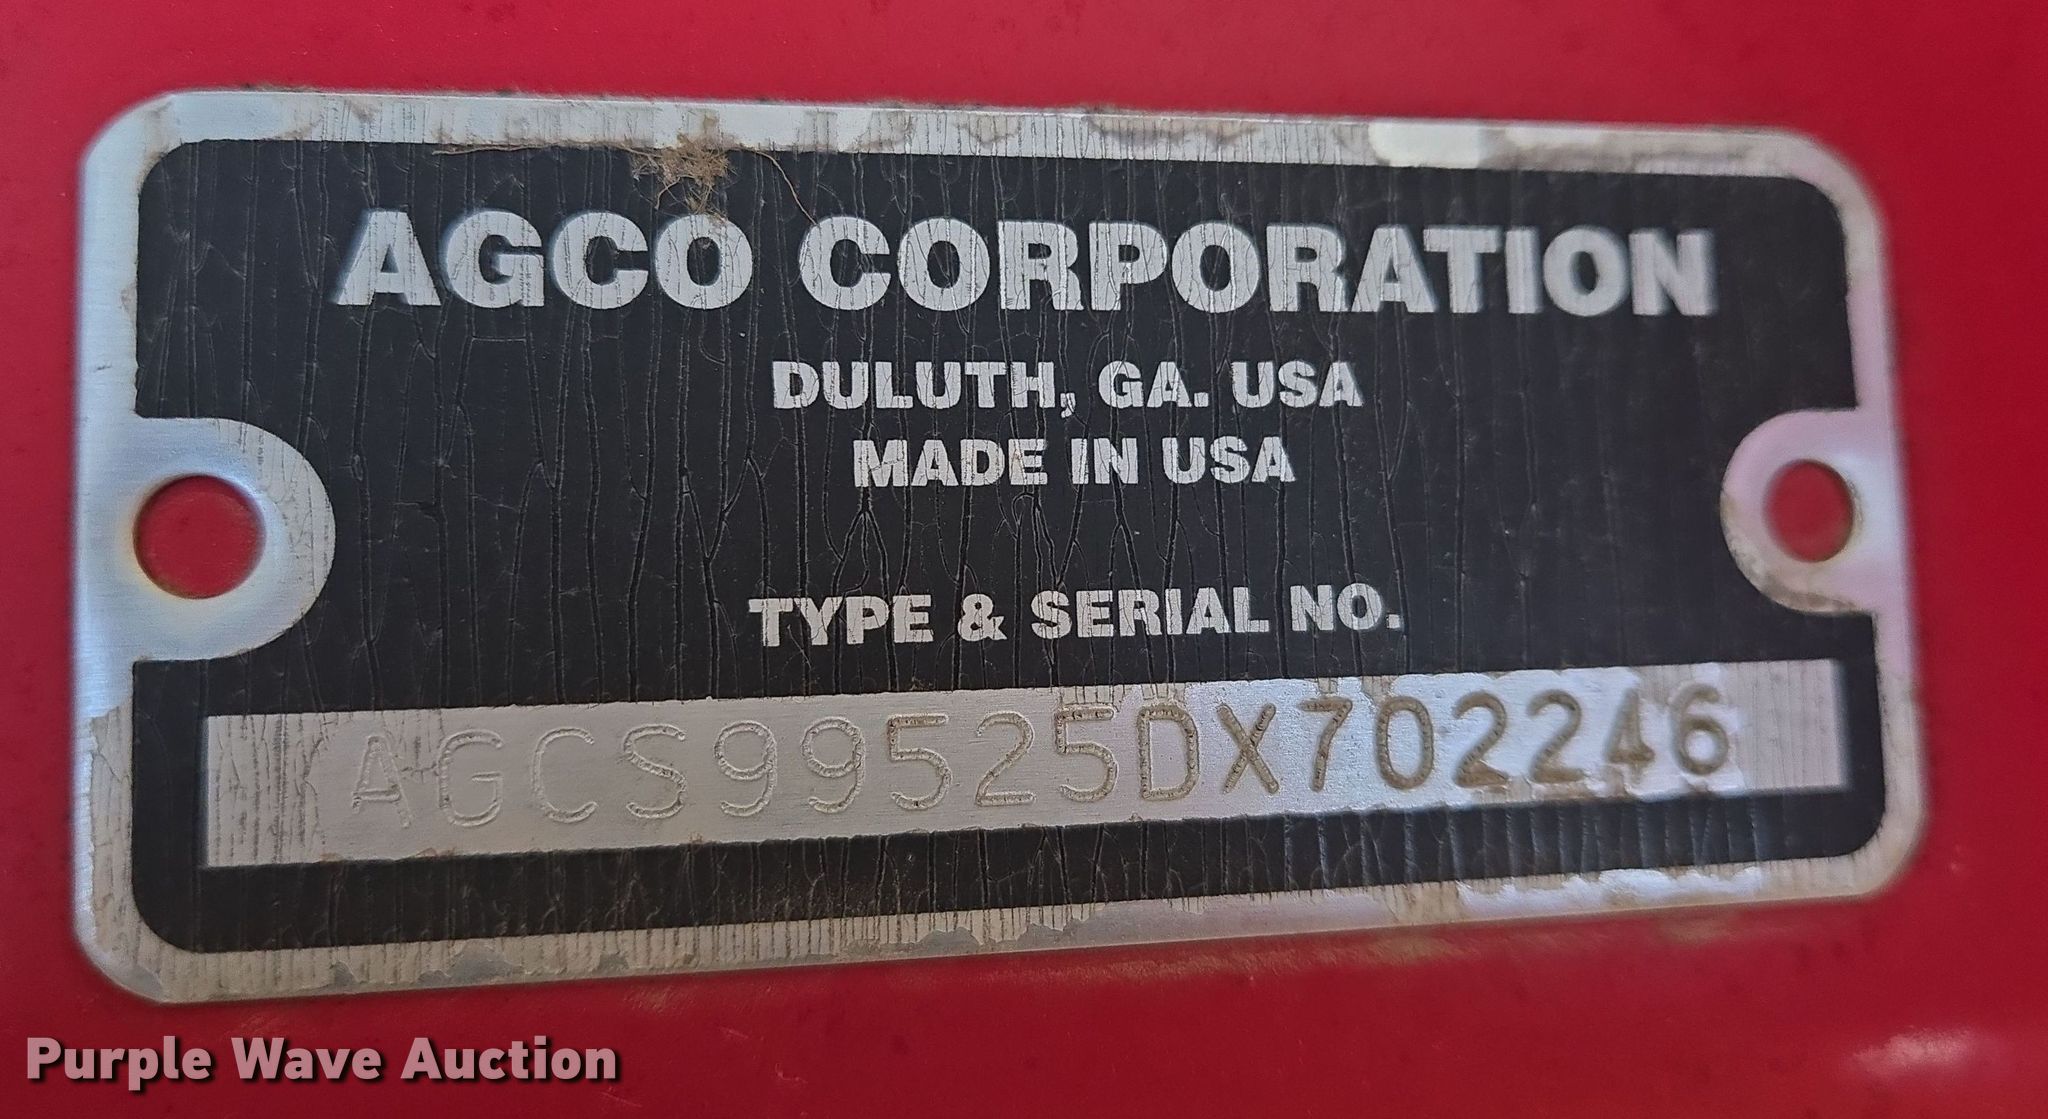 AGCO CORPORATION
DULUTH, GA. USA
MADE IN USA
TYPE & SERIAL NO.
AGCS99525DX702246
Purple Wave Auction